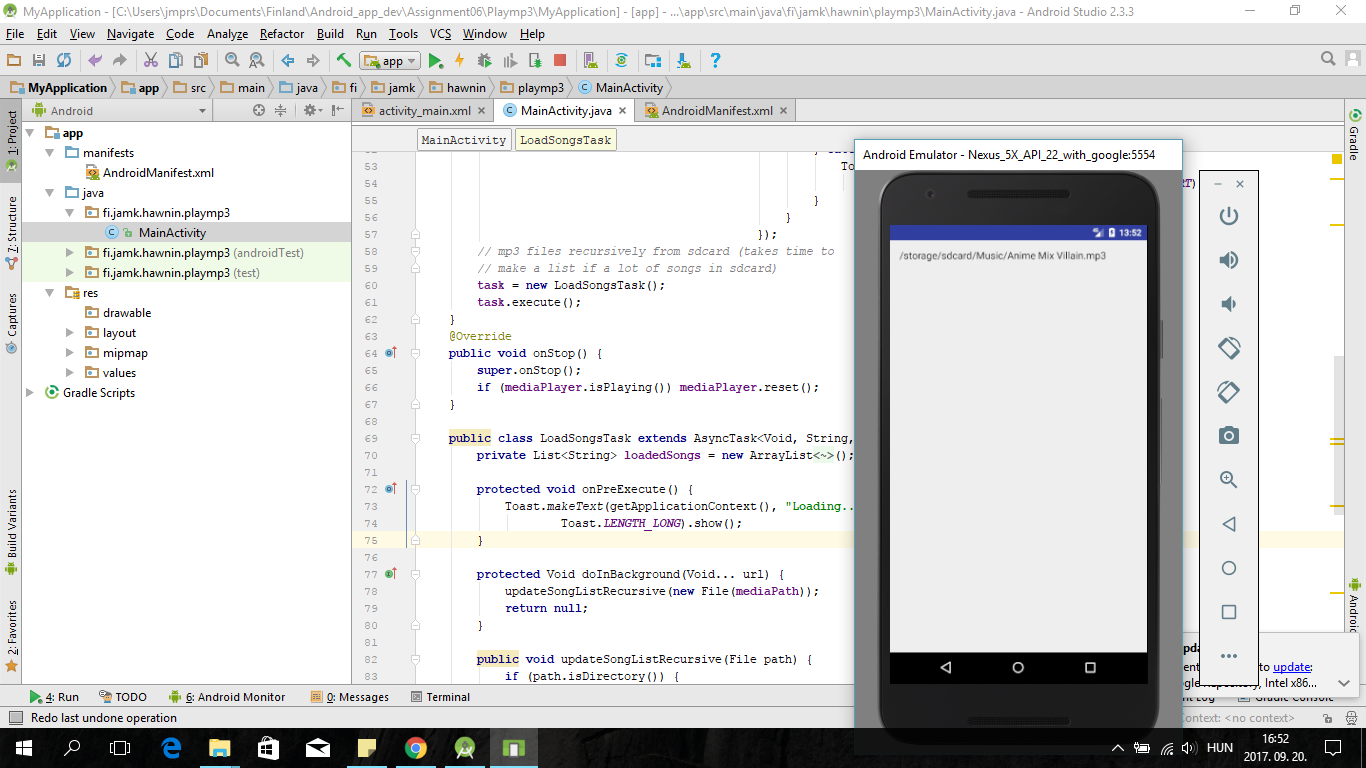 MyApplication - [C:\Users\jmprs\Documents\Finland\Android_app_dev\Assignment06\Playmp3\MyApplication] - [app] - ...\app\src\main\java\fi\jamk\hawnin\playmp3\MainActivity.java - Android Studio 2.3.3
File Edit View Navigate Code Analyze Refactor Build Run Tools VCS Window Help
app
MyApplication app src main java fi jamk hawnin playmp3 MainActivity
Android
activity_main.xml MainActivity.java AndroidManifest.xml
MainActivity LoadSongsTask
1: Project
Z: Structure
Captures
Build Variants
2: Favorites
app
manifests
AndroidManifest.xml
java
fi.jamk.hawnin.playmp3
MainActivity
fi.jamk.hawnin.playmp3 (androidTest)
fi.jamk.hawnin.playmp3 (test)
res
drawable
layout
mipmap
values
Gradle Scripts
53 To
54 RT)
55 }
56 }
57 });
58 // mp3 files recursively from sdcard (takes time to
59 // make a list if a lot of songs in sdcard)
60 task = new LoadSongsTask();
61 task.execute();
62 }
63 @Override
64 public void onStop() {
65 super.onStop();
66 if (mediaPlayer.isPlaying()) mediaPlayer.reset();
67 }
68
69 public class LoadSongsTask extends AsyncTask<Void, String,
70 private List<String> loadedSongs = new ArrayList<~>();
71
72 protected void onPreExecute() {
73 Toast.makeText(getApplicationContext(), "Loading..
74 Toast.LENGTH_LONG).show();
75 }
76
77 protected Void doInBackground(Void... url) {
78 updateSongListRecursive(new File(mediaPath));
79 return null;
80 }
81
82 public void updateSongListRecursive(File path) {
83 if (path.isDirectory()) {
Android Emulator - Nexus_5X_API_22_with_google:5554
13:52
/storage/sdcard/Music/Anime Mix Villain.mp3
Gradle
to update:
Intel x86...
4: Run TODO 6: Android Monitor 0: Messages Terminal Gradle Console
Redo last undone operation
Context: <no context>
HUN
16:52
2017. 09. 20.